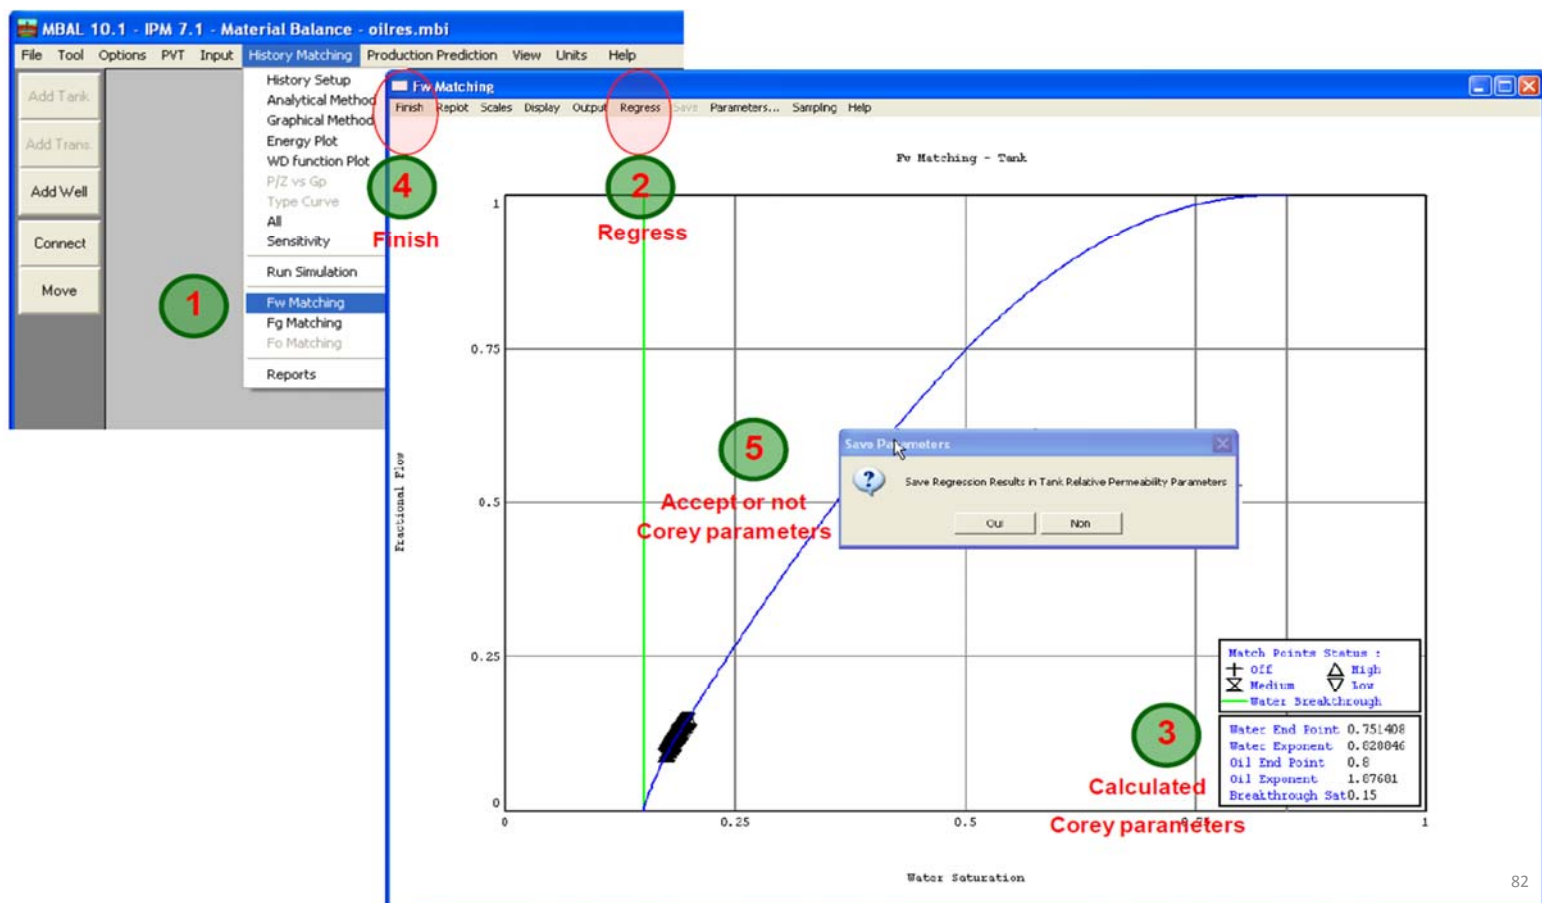 MBAL 10.1 - IPM 7.1 - Material Balance - oilres.mbi
File Tool Options PVT Input History Matching Production Prediction View Units Help
Add Tank
Add Trans.
Add Well
Connect
Move
History Setup
Analytical Method
Graphical Method
Energy Plot
WD function Plot
P/Z vs Gp
Type Curve
All
Sensitivity
Run Simulation
Fw Matching
Fg Matching
Fo Matching
Reports
1
Fw Matching
Finish Replot Scales Display Output Regress Save Parameters... Sampling Help
4
Finish
2
Regress
Fw Matching - Tank
1
0.75
0.5
0.25
0
Fractional Flow
5
Accept or not
Corey parameters
Save Parameters
Save Regression Results in Tank Relative Permeability Parameters
Oui Non
Match Points Status :
Off High
Medium Low
Water Breakthrough
3
Calculated
Corey parameters
Water End Point 0.751408
Water Exponent 0.828846
Oil End Point 0.8
Oil Exponent 1.87681
Breakthrough Sat0.15
0 0.25 0.5 0.75 1
Water Saturation
82